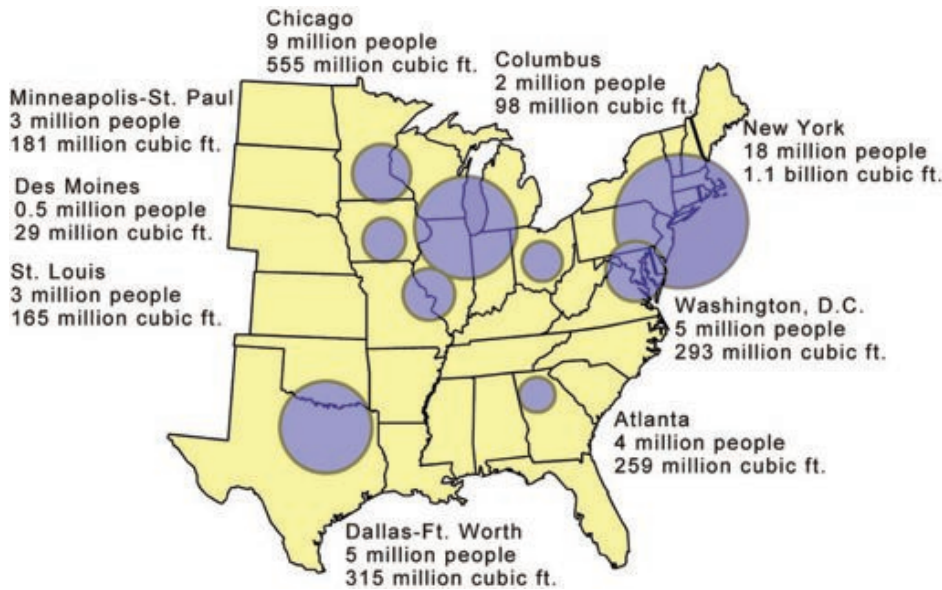 Chicago
9 million people
555 million cubic ft.
Columbus
2 million people
98 million cubic ft.
Minneapolis-St. Paul
3 million people
181 million cubic ft.
New York
18 million people
1.1 billion cubic ft.
Des Moines
0.5 million people
29 million cubic ft.
St. Louis
3 million people
165 million cubic ft.
Washington, D.C.
5 million people
293 million cubic ft.
Atlanta
4 million people
259 million cubic ft.
Dallas-Ft. Worth
5 million people
315 million cubic ft.